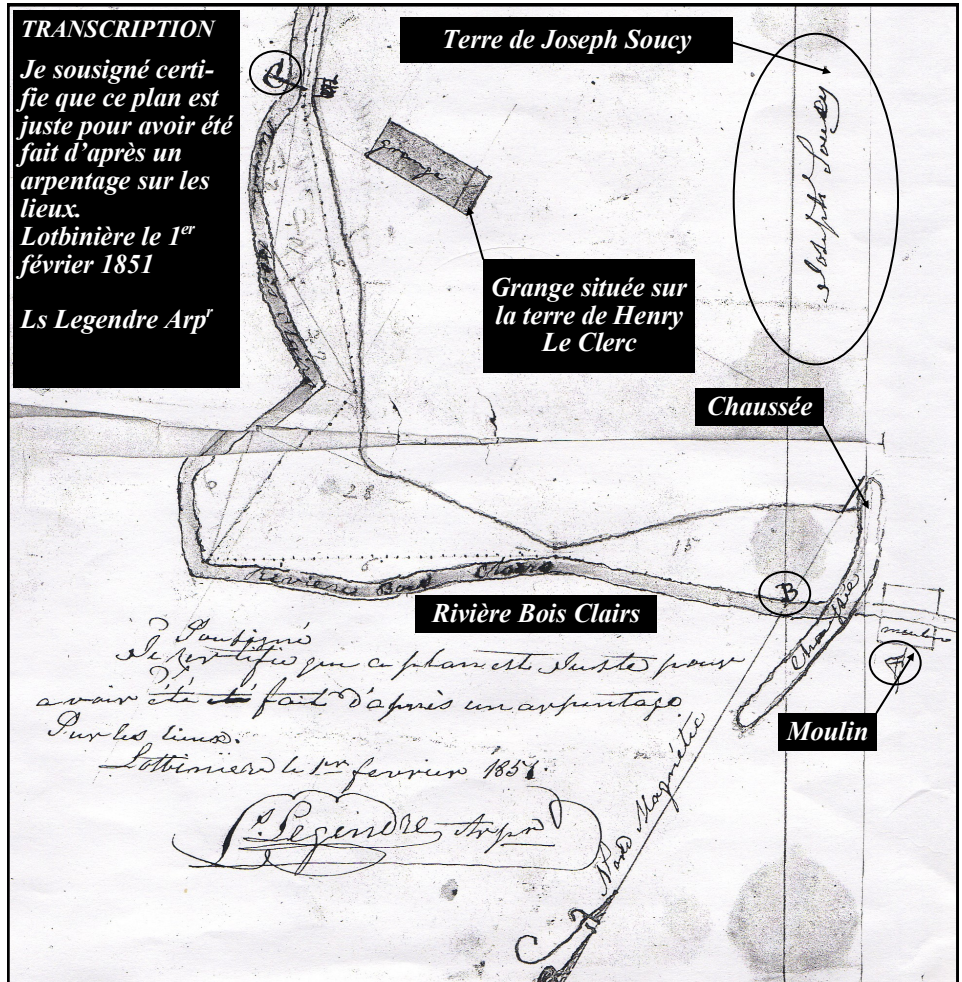 TRANSCRIPTION
Je sousigné certi-
fie que ce plan est
juste pour avoir été
fait d'après un
arpentage sur les
lieux.
Lotbinière le 1er
février 1851
Ls Legendre Arpr
Terre de Joseph Soucy
Joseph Soucy
C
grange
Grange située sur
la terre de Henry
Le Clerc
Chaussée
28
15
6
Rivière Bois Clairs
Rivière Bois Clairs
B
Chaussée
moulin
A
Moulin
Sousigné
Je certifie que ce plan est Juste pour
avoir été fait d'après un arpentage
Sur les lieux.
Lotbiniere le 1er fevrier 1851.
Ls Legendre Arpr
Nord Magnétic